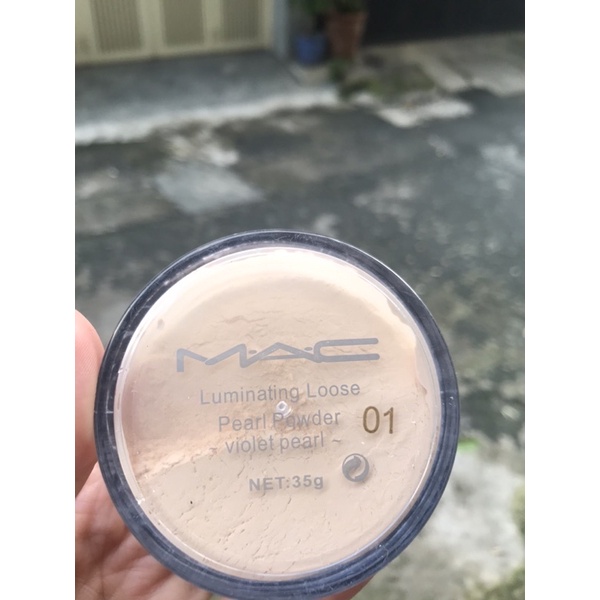 MAC
Luminating Loose
Pearl Powder 01
violet pearl ~
NET:35g